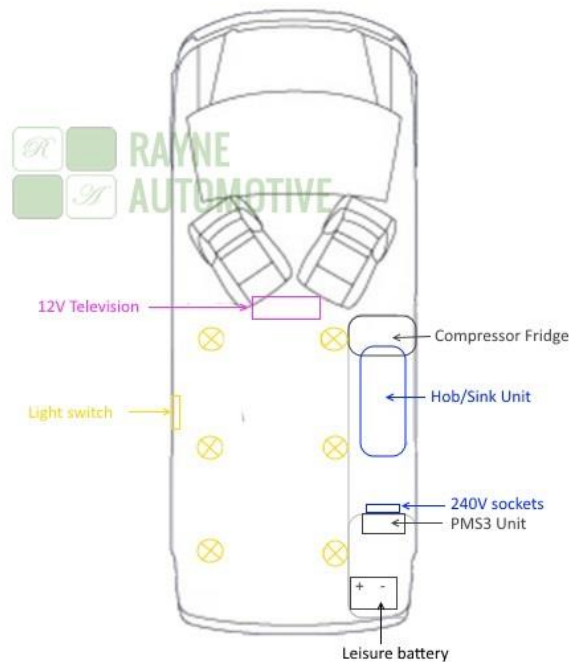 RAYNE
AUTOMOTIVE
R
A
12V Television
Compressor Fridge
Light switch
Hob/Sink Unit
240V sockets
PMS3 Unit
+ -
Leisure battery